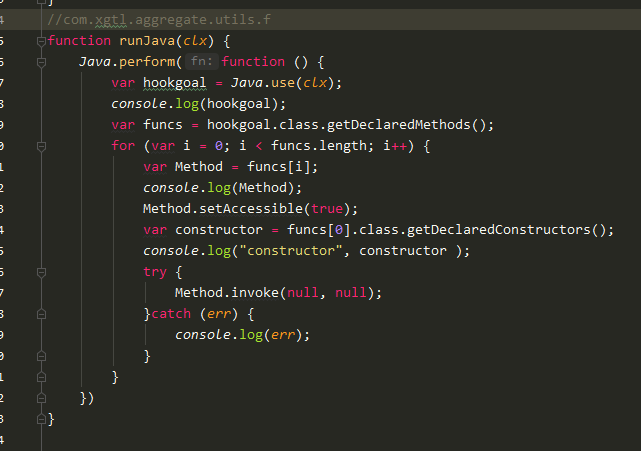 }
4 //com.xgtl.aggregate.utils.f
5 function runJava(clx) {
6     Java.perform( fn: function () {
7         var hookgoal = Java.use(clx);
8         console.log(hookgoal);
9         var funcs = hookgoal.class.getDeclaredMethods();
0         for (var i = 0; i < funcs.length; i++) {
1             var Method = funcs[i];
2             console.log(Method);
3             Method.setAccessible(true);
4             var constructor = funcs[0].class.getDeclaredConstructors();
5             console.log("constructor", constructor );
6             try {
7                 Method.invoke(null, null);
8             }catch (err) {
9                 console.log(err);
0             }
1         }
2     })
3 }
4